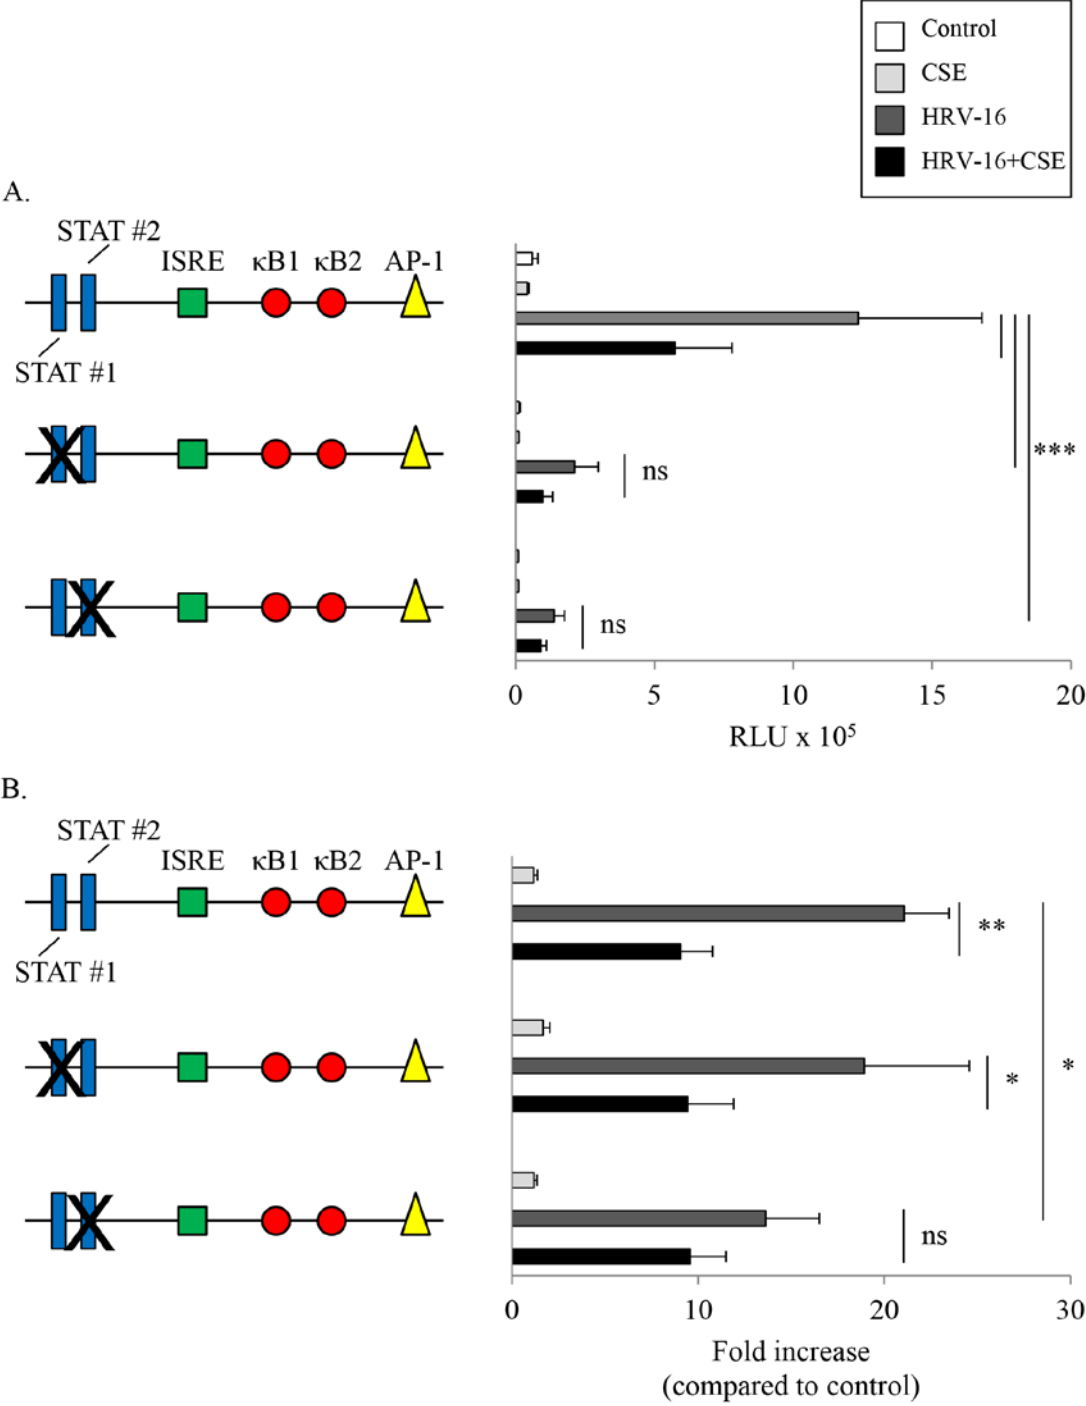 Control
CSE
HRV-16
HRV-16+CSE
A.
STAT #2
ISRE κB1 κB2 AP-1
STAT #1
***
ns
ns
0 5 10 15 20
RLU x 10⁵
B.
STAT #2
ISRE κB1 κB2 AP-1
STAT #1
**
*
*
ns
0 10 20 30
Fold increase
(compared to control)